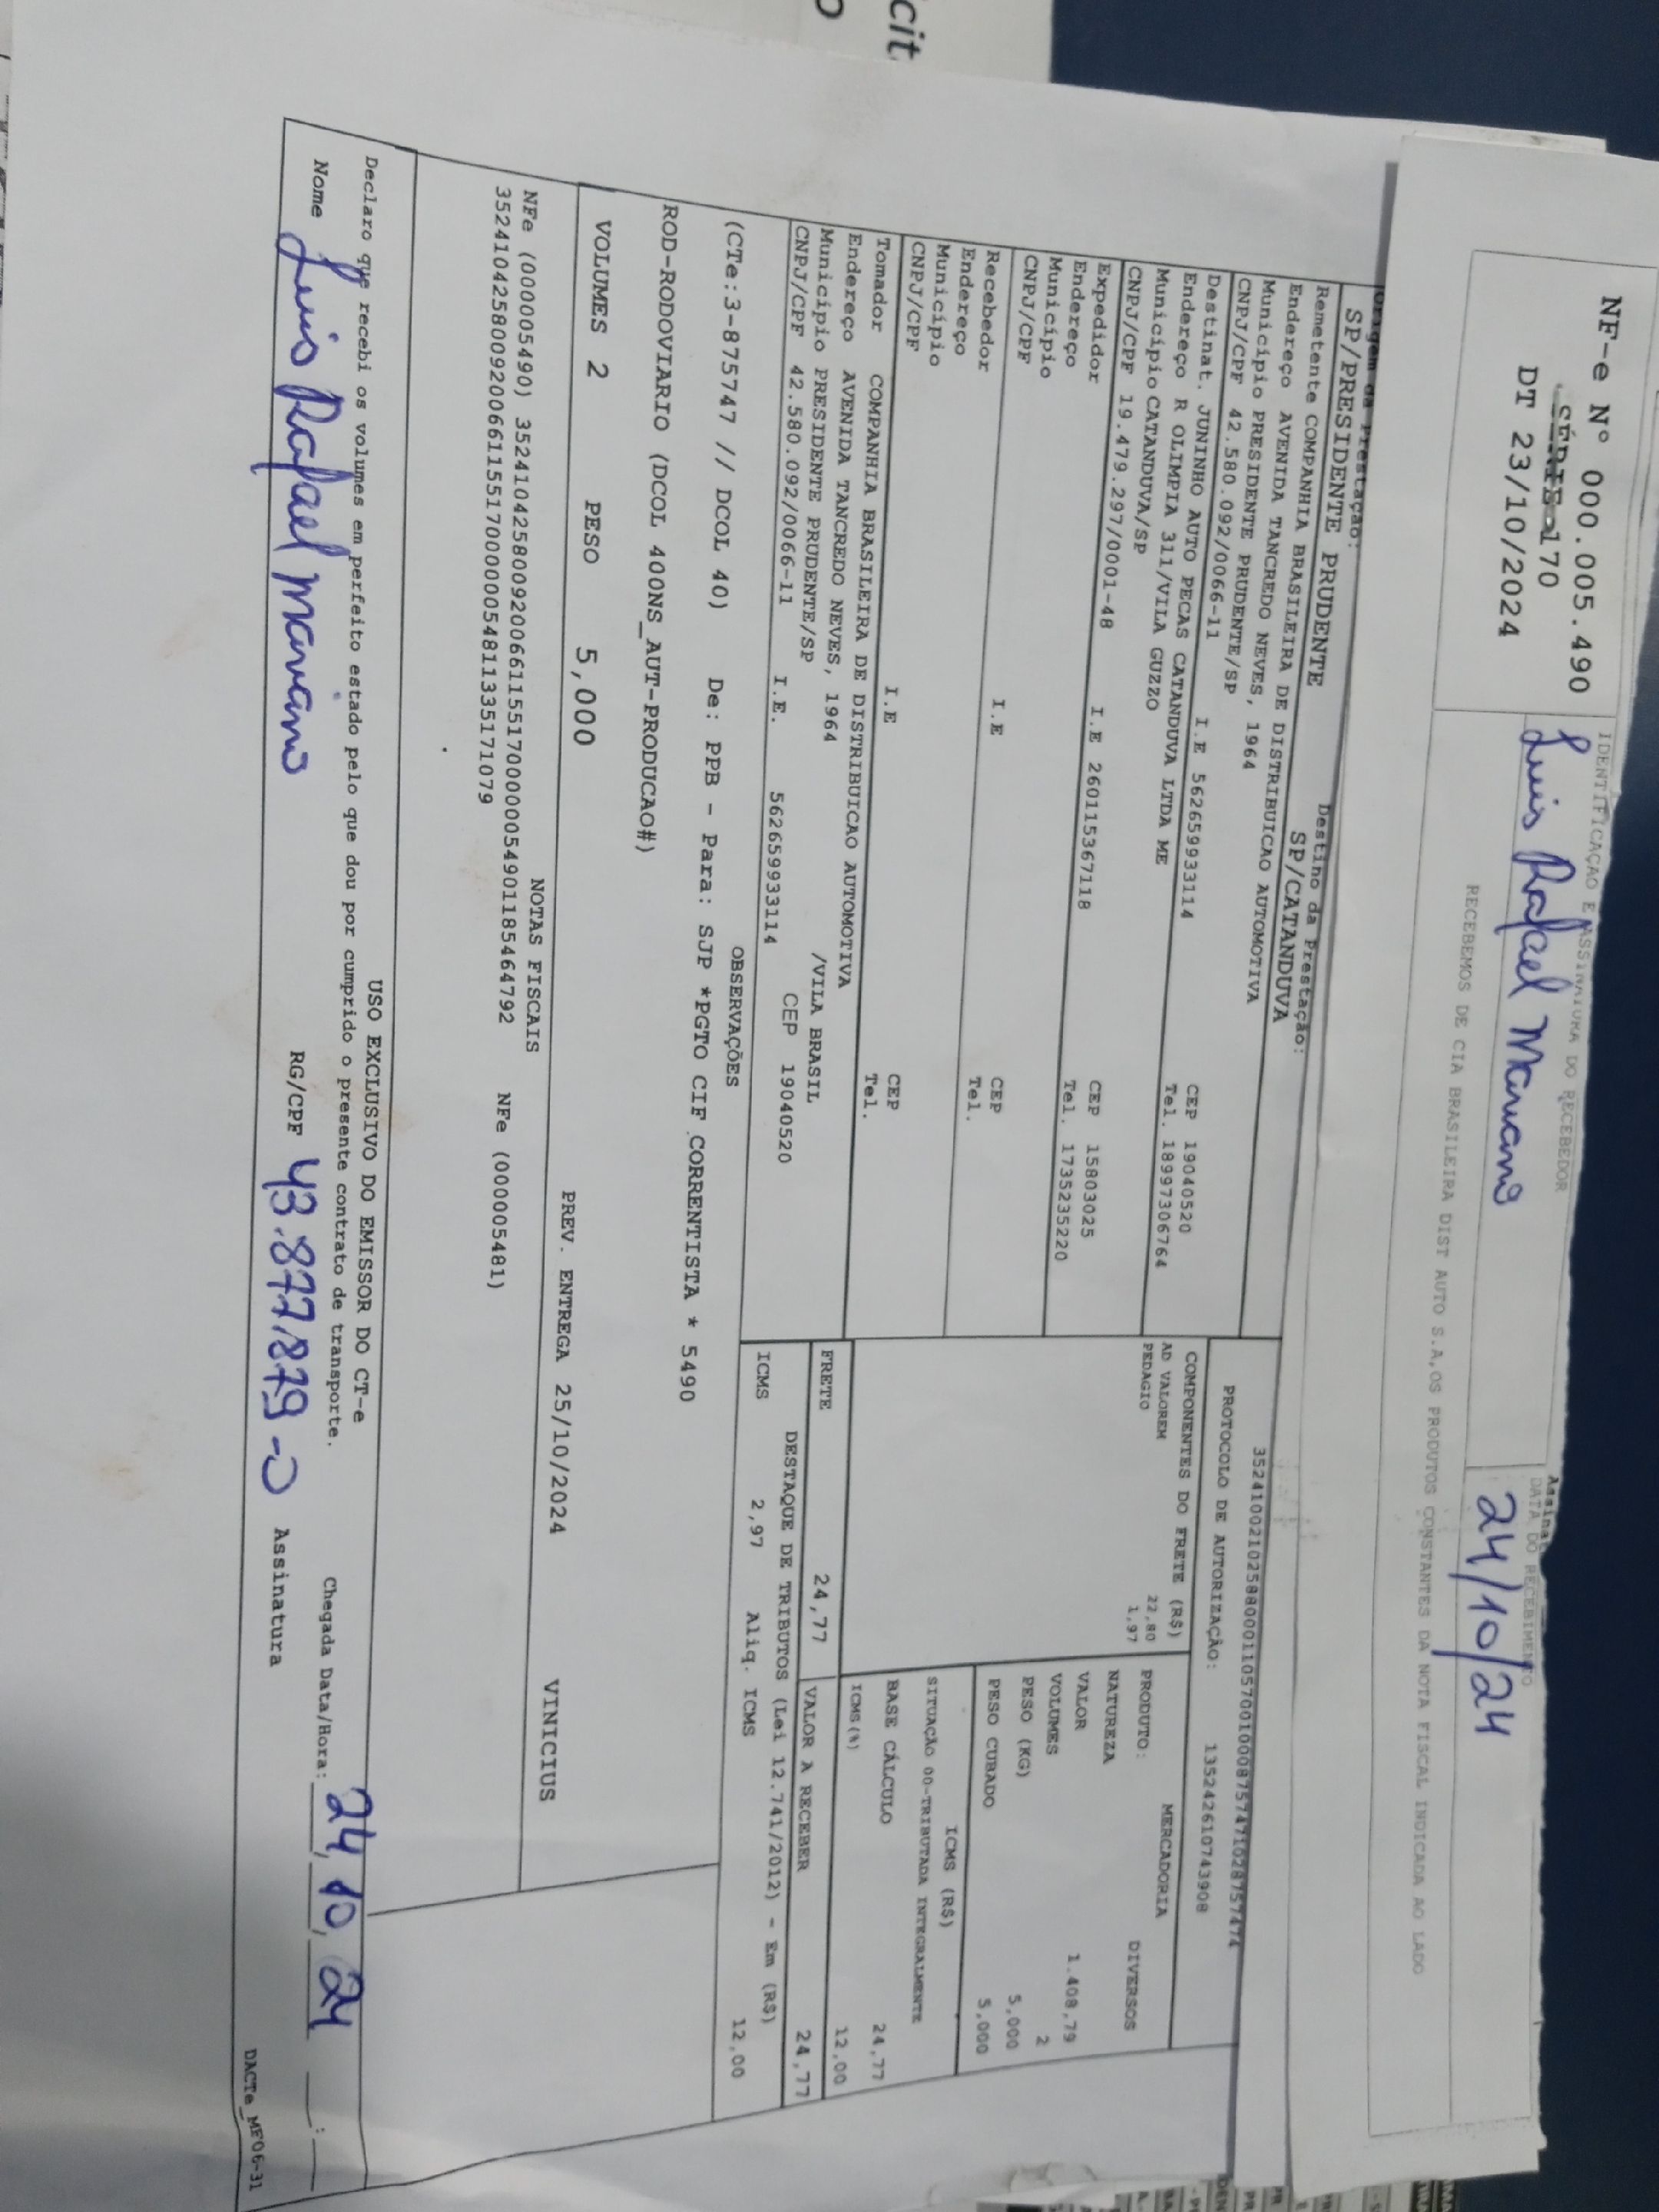 NF-e Nº 000.005.490
SÉRIE 170
DT 23/10/2024
IDENTIFICAÇÃO E ASSINATURA DO RECEBEDOR
Luis Rafael Mariano
DATA DO RECEBIMENTO
24/10/24
RECEBEMOS DE CIA BRASILEIRA DIST AUTO S.A,OS PRODUTOS CONSTANTES DA NOTA FISCAL INDICADA AO LADO
Origem da Prestação:
SP/PRESIDENTE PRUDENTE
Destino da Prestação:
SP/CATANDUVA
Remetente COMPANHIA BRASILEIRA DE DISTRIBUICAO AUTOMOTIVA
Endereço AVENIDA TANCREDO NEVES, 1964
Município PRESIDENTE PRUDENTE/SP CEP 19040520
CNPJ/CPF 42.580.092/0066-11 I.E 562659933114 Tel. 18997306764
Destinat. JUNINHO AUTO PECAS CATANDUVA LTDA ME
Endereço R OLIMPIA 311/VILA GUZZO
Município CATANDUVA/SP CEP 15803025
CNPJ/CPF 19.479.297/0001-48 I.E 260115367118 Tel. 1735235220
Expedidor
Endereço
Município CEP
CNPJ/CPF I.E Tel.
Recebedor
Endereço
Município CEP
CNPJ/CPF I.E Tel.
Tomador COMPANHIA BRASILEIRA DE DISTRIBUICAO AUTOMOTIVA
Endereço AVENIDA TANCREDO NEVES, 1964 /VILA BRASIL
Município PRESIDENTE PRUDENTE/SP CEP 19040520
CNPJ/CPF 42.580.092/0066-11 I.E. 562659933114
PROTOCOLO DE AUTORIZAÇÃO: 135242610743908
COMPONENTES DO FRETE (R$)
AD VALOREM 22,80
PEDAGIO 1,97
MERCADORIA
PRODUTO: DIVERSOS
NATUREZA
VALOR 1.408,79
VOLUMES 2
PESO (KG) 5,000
PESO CUBADO 5,000
ICMS (R$)
SITUAÇÃO 00-TRIBUTADA INTEGRALMENTE
BASE CÁLCULO 24,77
ICMS(%) 12,00
FRETE 24,77 VALOR A RECEBER 24,77
DESTAQUE DE TRIBUTOS (Lei 12.741/2012) - Em (R$)
ICMS 2,97 Aliq. ICMS 12,00
OBSERVAÇÕES
(CTe:3-875747 // DCOL 40) De: PPB - Para: SJP *PGTO CIF CORRENTISTA * 5490
ROD-RODOVIARIO (DCOL 400NS_AUT-PRODUCAO#)
VOLUMES 2 PESO 5,000 PREV. ENTREGA 25/10/2024 VINICIUS
NOTAS FISCAIS
NFe (000005490) 35241042580092006611551700000054901185464792 NFe (000005481)
35241042580092006611551700000054811335171079
USO EXCLUSIVO DO EMISSOR DO CT-e
Declaro que recebi os volumes em perfeito estado pelo que dou por cumprido o presente contrato de transporte.
Chegada Data/Hora: 24/10/24 __:__
Nome Luis Rafael Mariano RG/CPF 43.877.879- Assinatura
DACTe_MF06-31